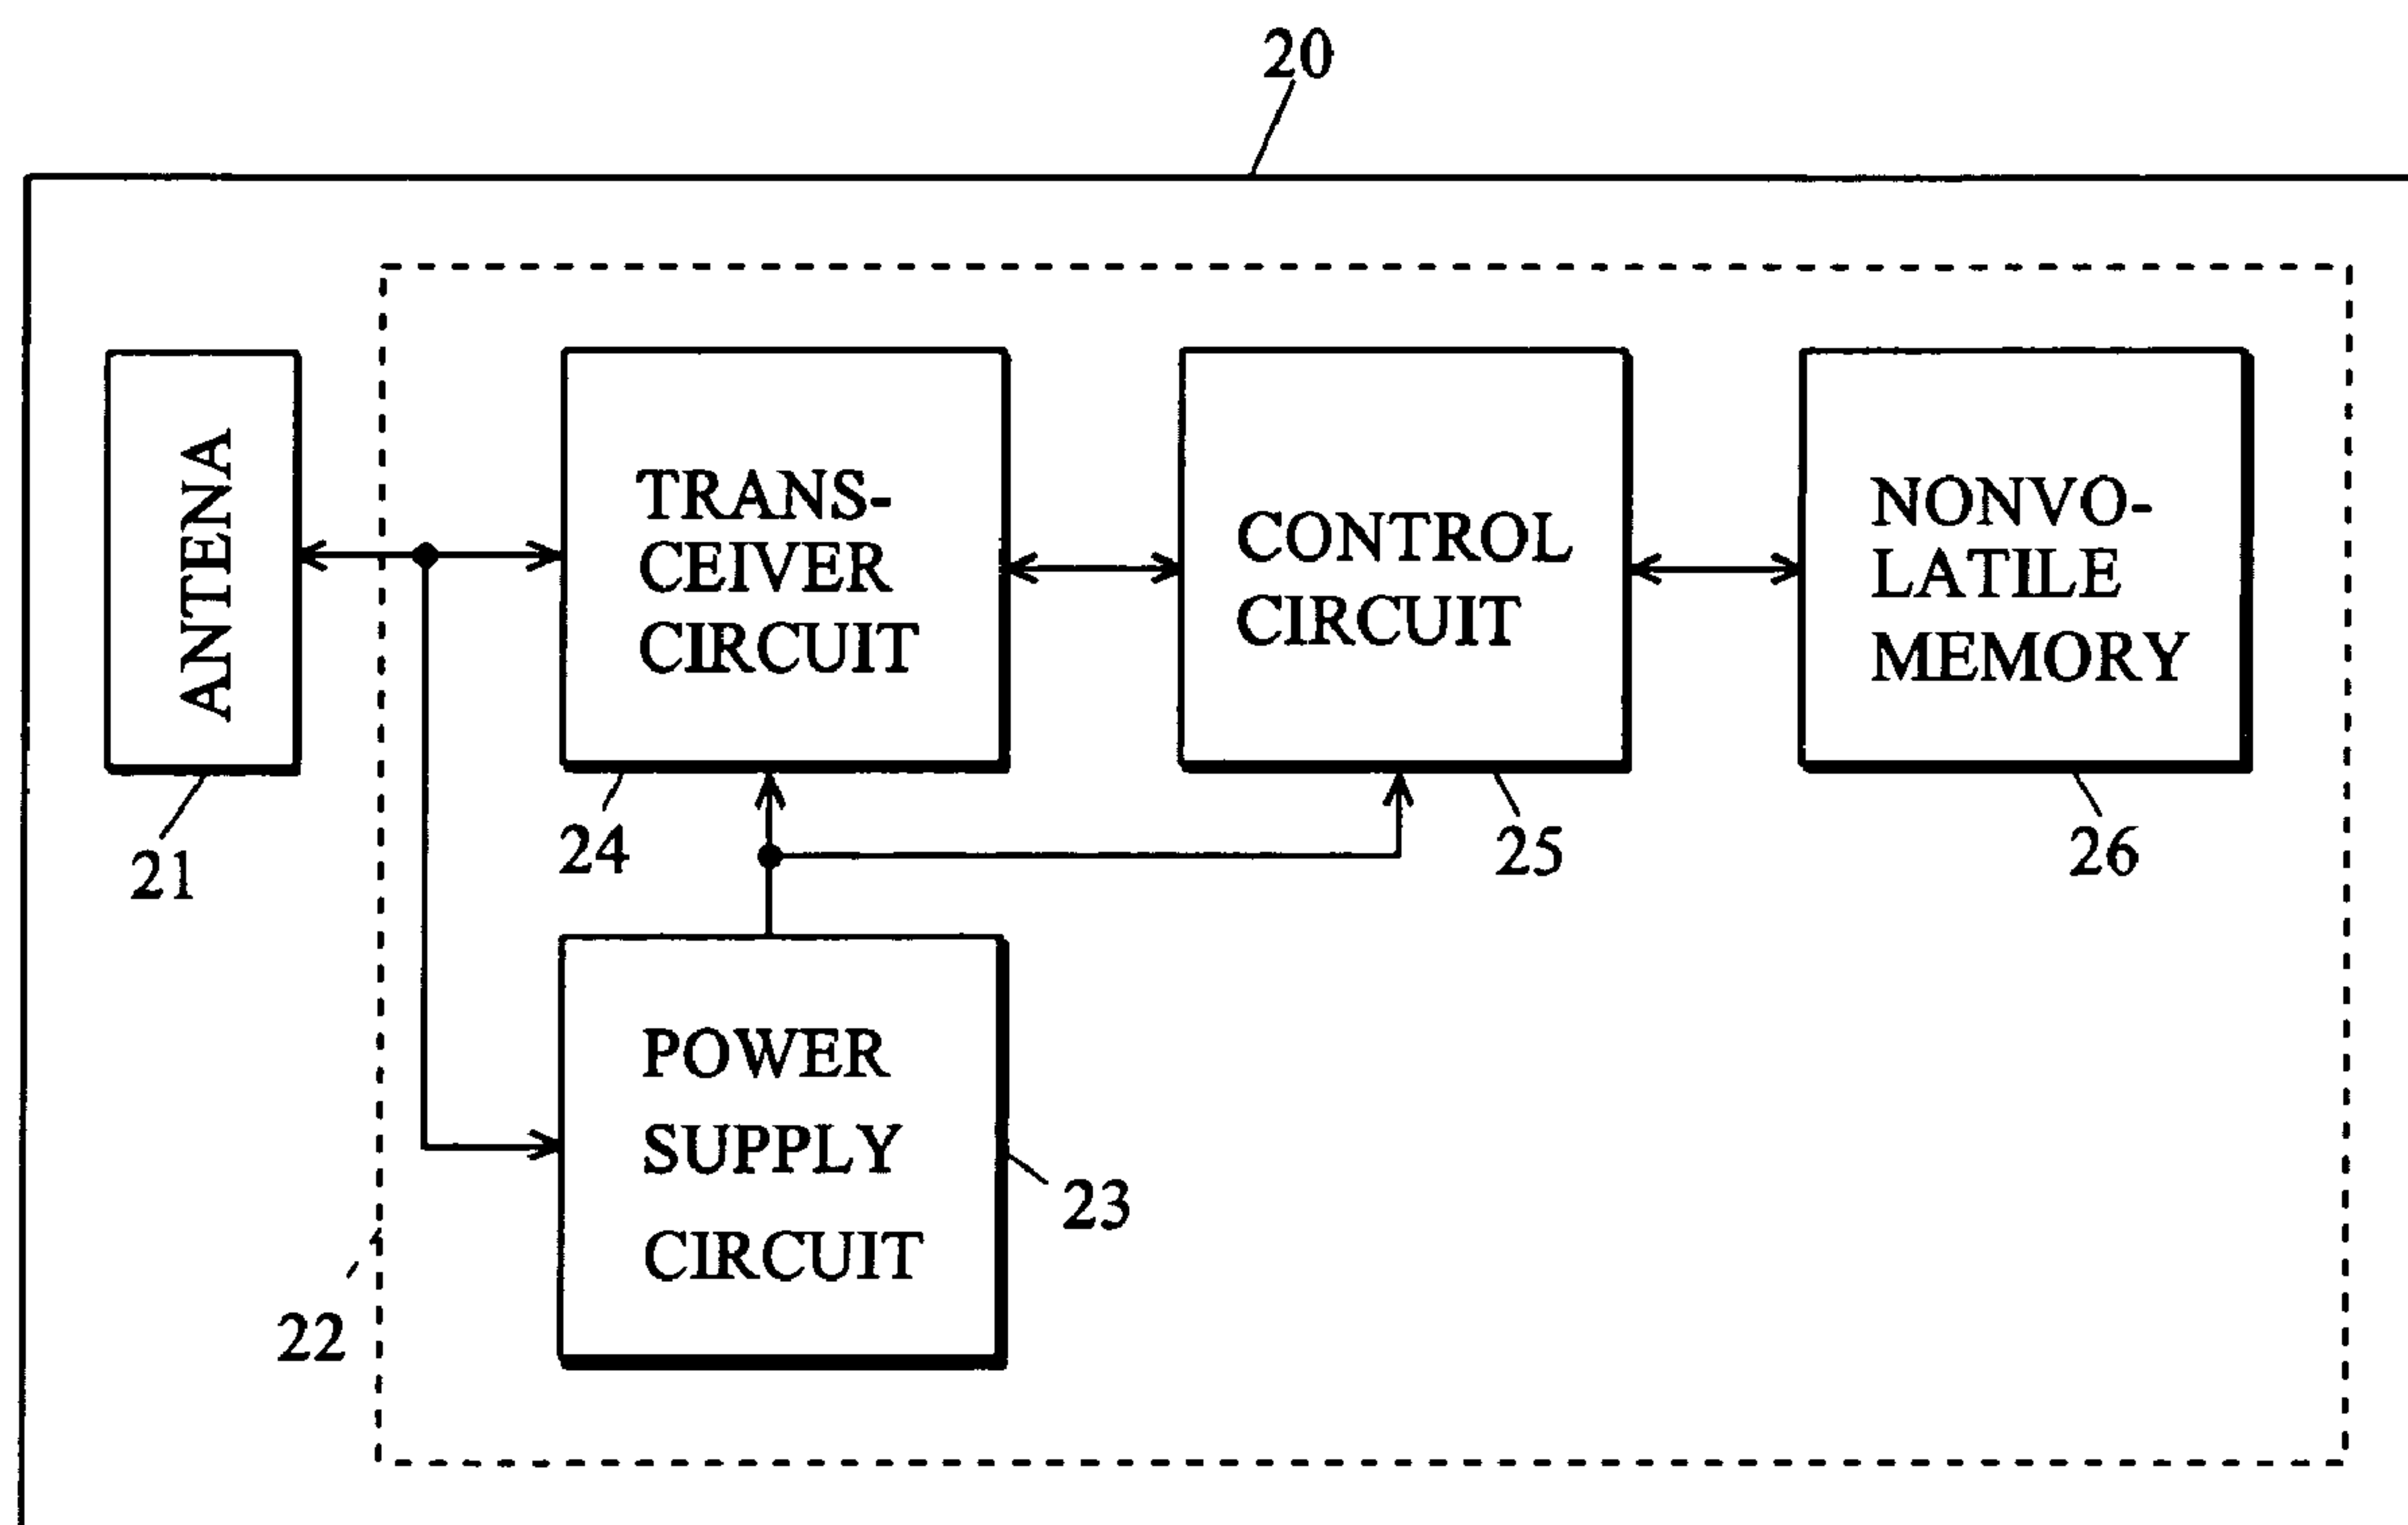 20
ANTENA
TRANS-
CEIVER
CIRCUIT
CONTROL
CIRCUIT
NONVO-
LATILE
MEMORY
21
24
25
26
POWER
SUPPLY
CIRCUIT
23
22